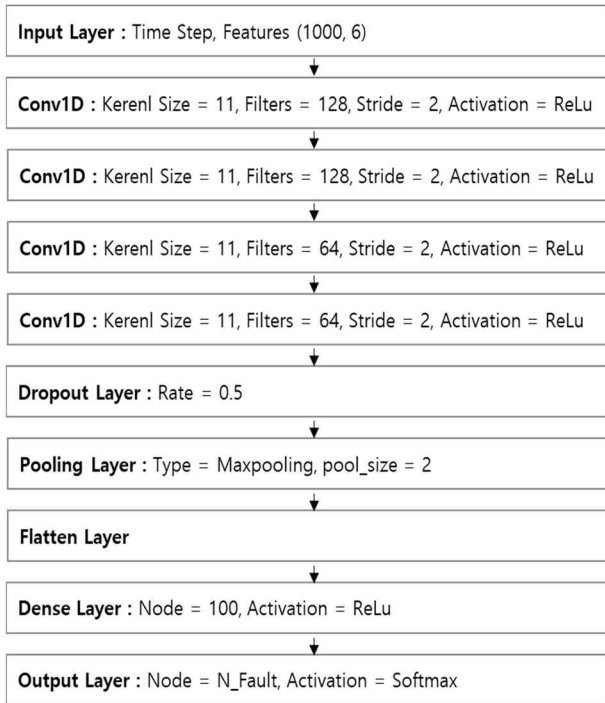 Input Layer : Time Step, Features (1000, 6)
Conv1D : Kerenl Size = 11, Filters = 128, Stride = 2, Activation = ReLu
Conv1D : Kerenl Size = 11, Filters = 128, Stride = 2, Activation = ReLu
Conv1D : Kerenl Size = 11, Filters = 64, Stride = 2, Activation = ReLu
Conv1D : Kerenl Size = 11, Filters = 64, Stride = 2, Activation = ReLu
Dropout Layer : Rate = 0.5
Pooling Layer : Type = Maxpooling, pool_size = 2
Flatten Layer
Dense Layer : Node = 100, Activation = ReLu
Output Layer : Node = N_Fault, Activation = Softmax